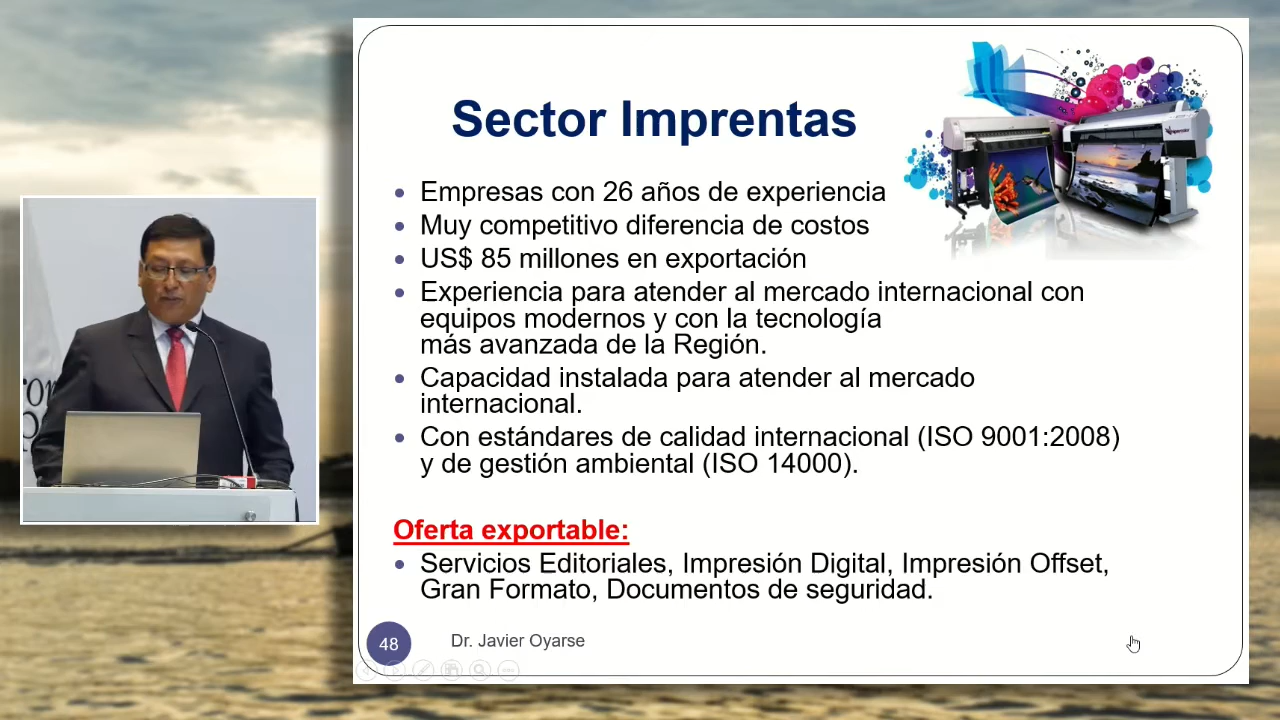 Sector Imprentas
Empresas con 26 años de experiencia
Muy competitivo diferencia de costos
US$ 85 millones en exportación
Experiencia para atender al mercado internacional con
equipos modernos y con la tecnología
más avanzada de la Región.
Capacidad instalada para atender al mercado
internacional.
Con estándares de calidad internacional (ISO 9001:2008)
y de gestión ambiental (ISO 14000).
Oferta exportable:
Servicios Editoriales, Impresión Digital, Impresión Offset,
Gran Formato, Documentos de seguridad.
48
Dr. Javier Oyarse